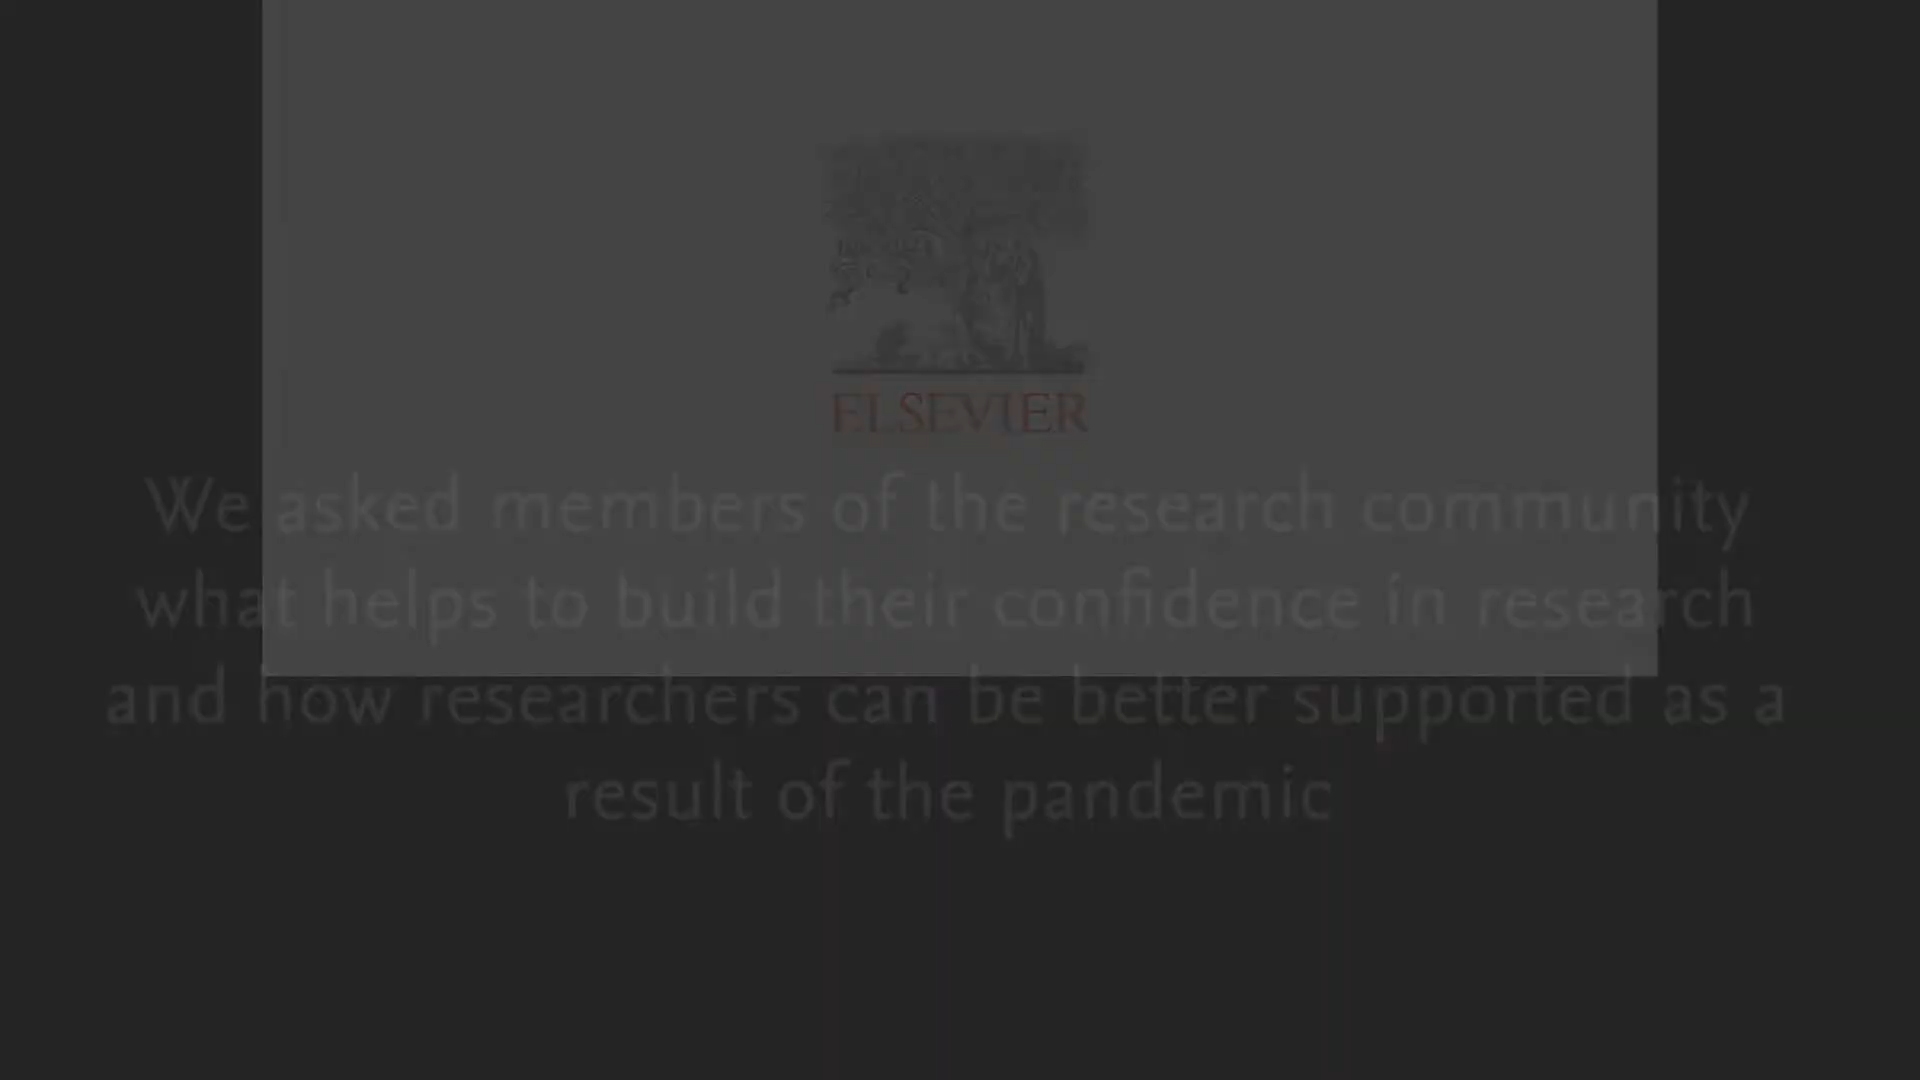 ELSEVIER
We asked members of the research community
what helps to build their confidence in research
and how researchers can be better supported as a
result of the pandemic